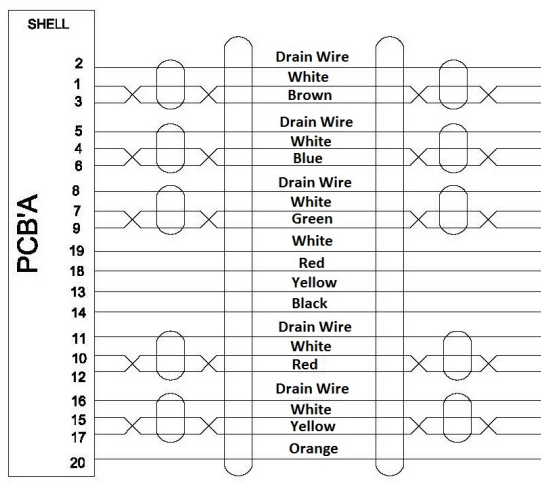 SHELL
2 Drain Wire
1 White
3 Brown
5 Drain Wire
4 White
6 Blue
8 Drain Wire
7 White
9 Green
19 White
18 Red
13 Yellow
14 Black
11 Drain Wire
10 White
12 Red
16 Drain Wire
15 White
17 Yellow
20 Orange
PCB'A